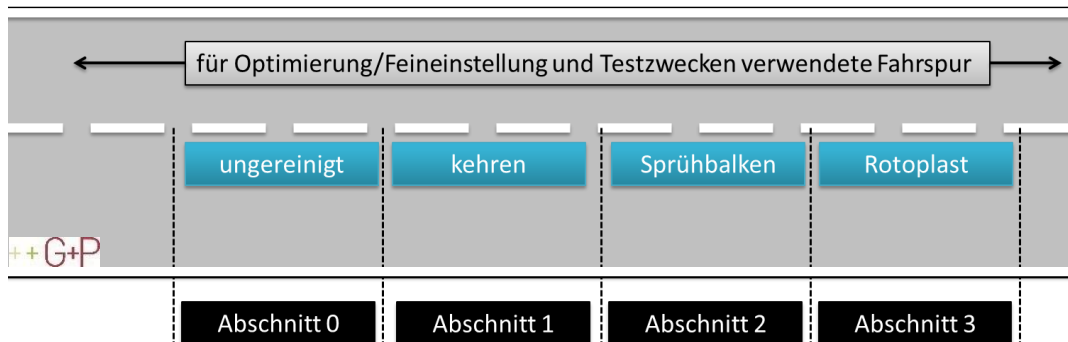 für Optimierung/Feineinstellung und Testzwecken verwendete Fahrspur
ungereinigt kehren Sprühbalken Rotoplast
++G+P
Abschnitt 0 Abschnitt 1 Abschnitt 2 Abschnitt 3